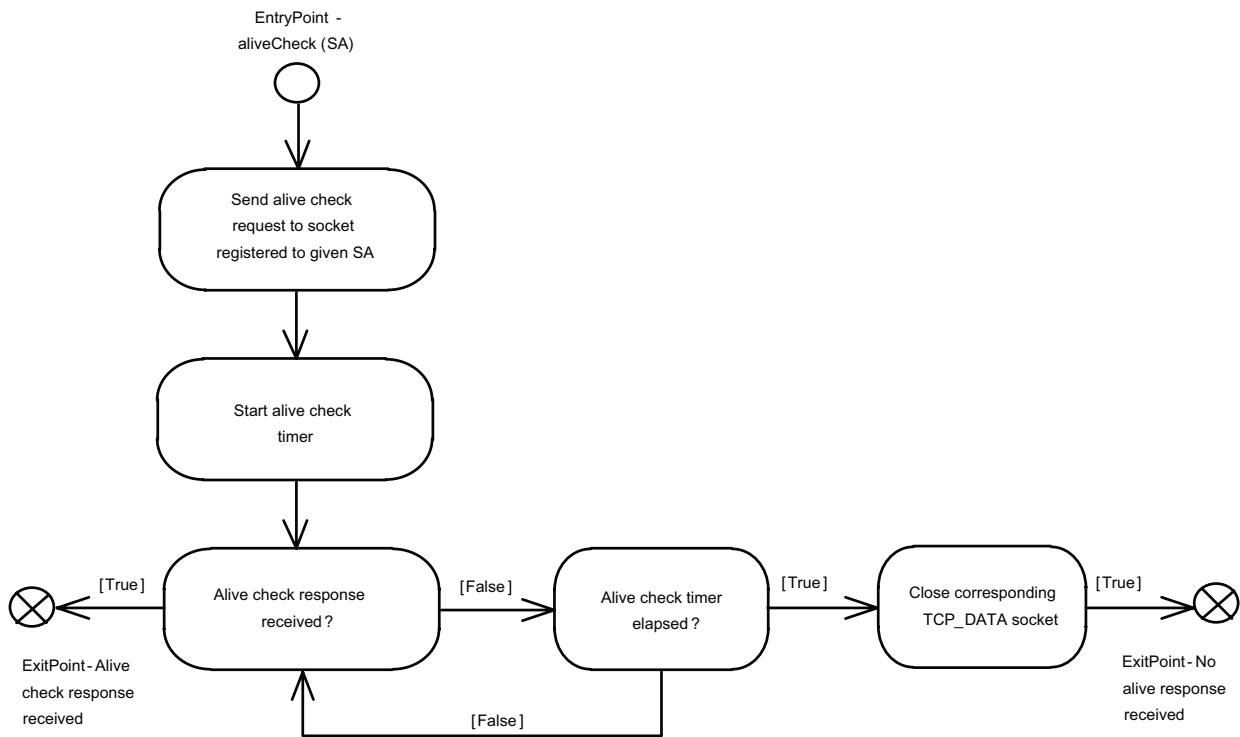 EntryPoint -
aliveCheck (SA)
Send alive check
request to socket
registered to given SA
Start alive check
timer
[True]
Alive check response
received?
[False]
Alive check timer
elapsed?
[True]
Close corresponding
TCP_DATA socket
[True]
ExitPoint-Alive
check response
received
[False]
ExitPoint-No
alive response
received